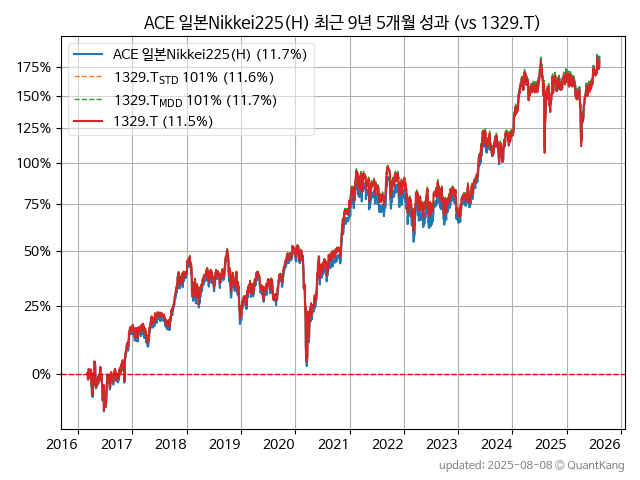 ACE 일본Nikkei225(H) 최근 9년 5개월 성과 (vs 1329.T)
ACE 일본Nikkei225(H) (11.7%)
1329.T_STD 101% (11.6%)
1329.T_MDD 101% (11.7%)
1329.T (11.5%)
175%
150%
125%
100%
75%
50%
25%
0%
2016 2017 2018 2019 2020 2021 2022 2023 2024 2025 2026
updated: 2025-08-08 © QuantKang